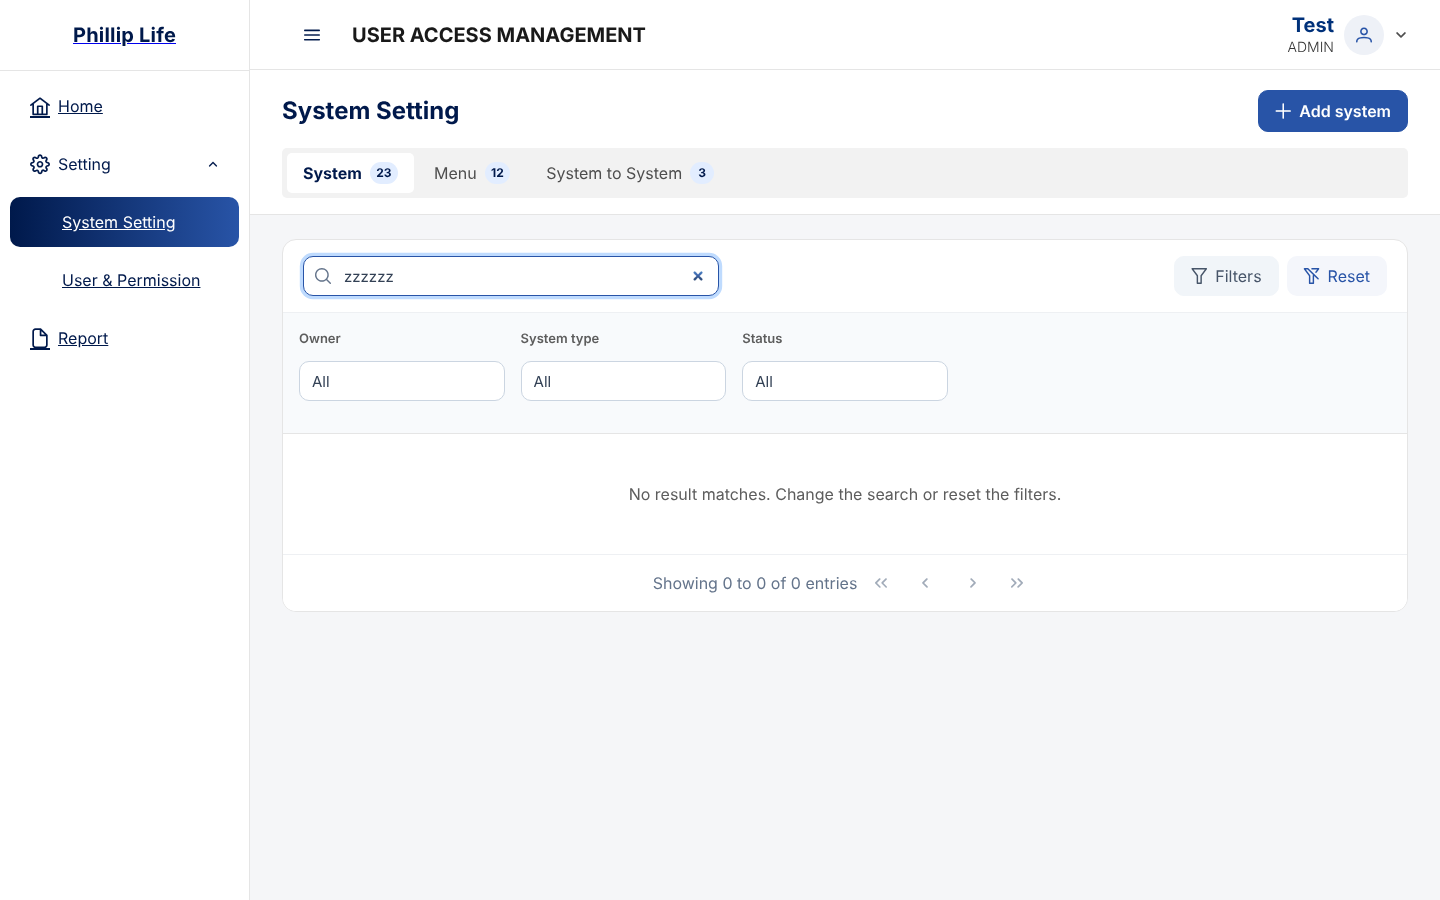 Phillip Life
USER ACCESS MANAGEMENT
Test
ADMIN
Home
Setting
System Setting
User & Permission
Report
System Setting
Add system
System 23 Menu 12 System to System 3
zzzzzz
Filters Reset
Owner System type Status
All All All
No result matches. Change the search or reset the filters.
Showing 0 to 0 of 0 entries